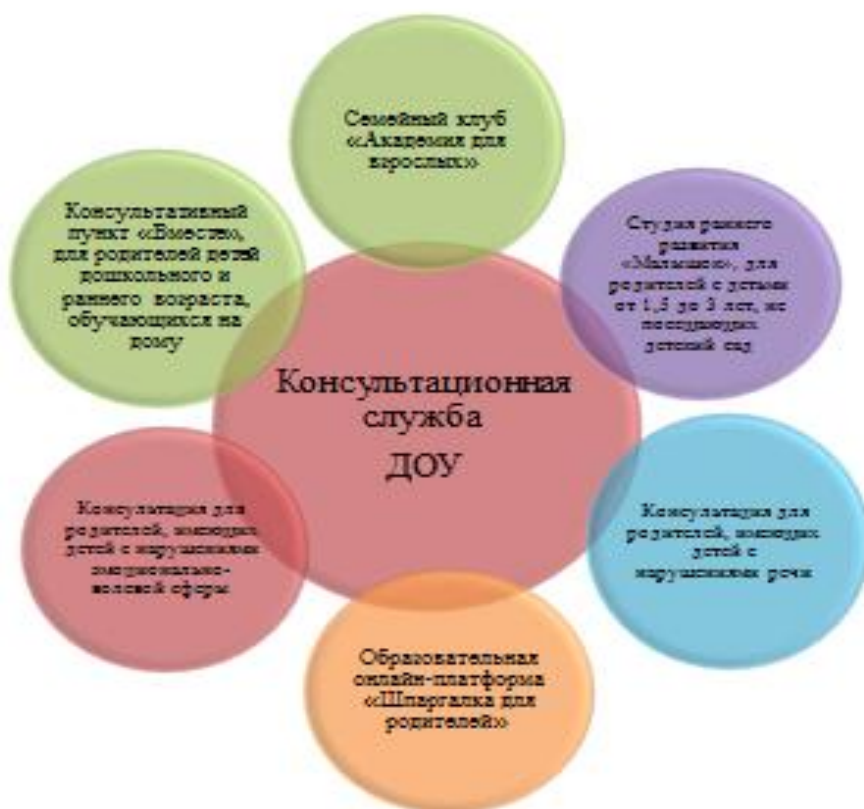 Семейный клуб
«Академия для
взрослых»
Студия раннего
развития
«Малышок», для
родителей с детьми
от 1,5 до 3 лет, не
посещающих
детский сад
Консультация для
родителей, имеющих
детей с
нарушениями речи
Образовательная
онлайн-платформа
«Шпаргалка для
родителей»
Консультация для
родителей, имеющих
детей с нарушениями
эмоционально-
волевой сферы
Консультативный
пункт «Вместе»,
для родителей детей
дошкольного и
раннего возраста,
обучающихся на
дому
Консультационная
служба
ДОУ